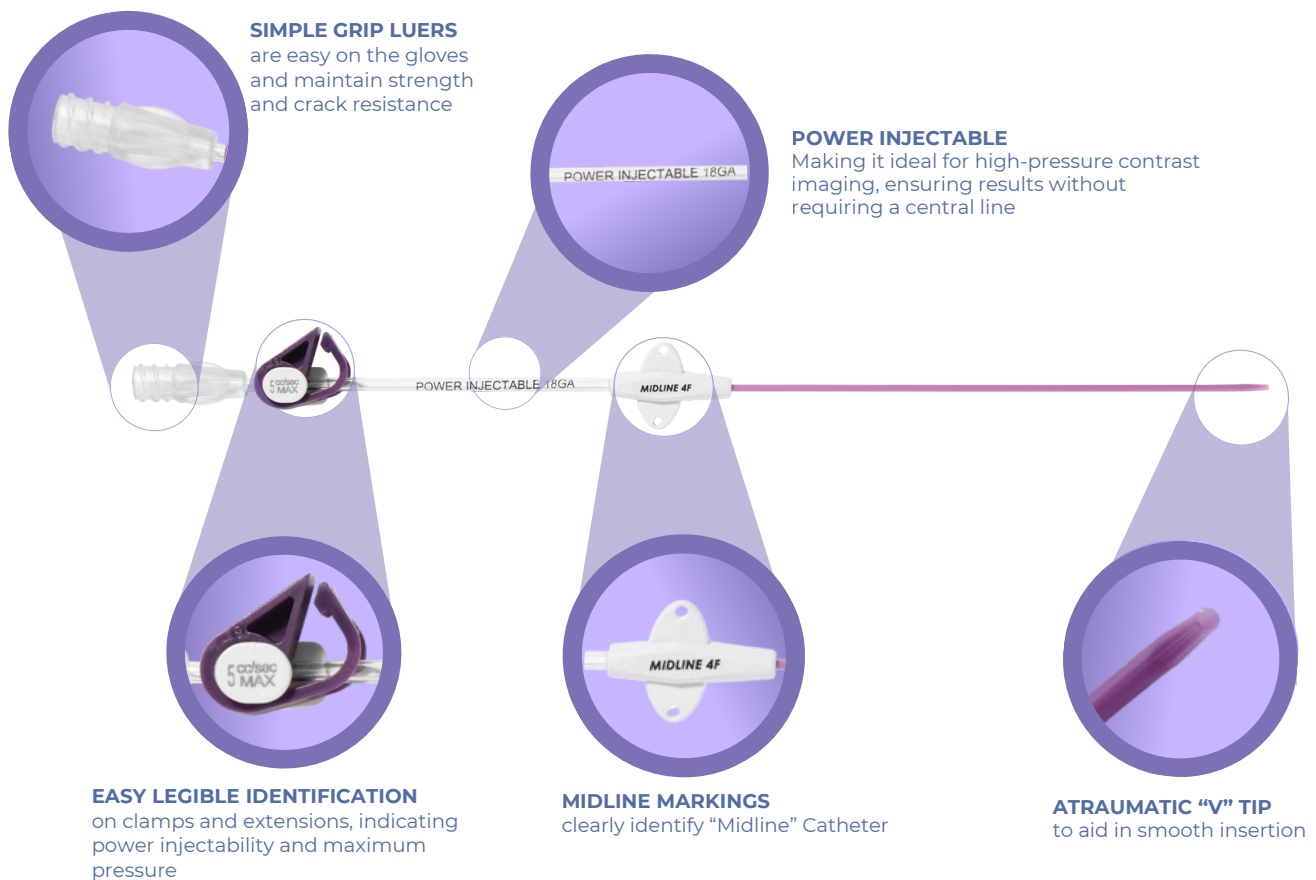 SIMPLE GRIP LUERS
are easy on the gloves
and maintain strength
and crack resistance
POWER INJECTABLE 18GA
POWER INJECTABLE
Making it ideal for high-pressure contrast
imaging, ensuring results without
requiring a central line
5 cc/sec
MAX
POWER INJECTABLE 18GA
MIDLINE 4F
5 cc/sec
MAX
MIDLINE 4F
EASY LEGIBLE IDENTIFICATION
on clamps and extensions, indicating
power injectability and maximum
pressure
MIDLINE MARKINGS
clearly identify “Midline” Catheter
ATRAUMATIC “V” TIP
to aid in smooth insertion